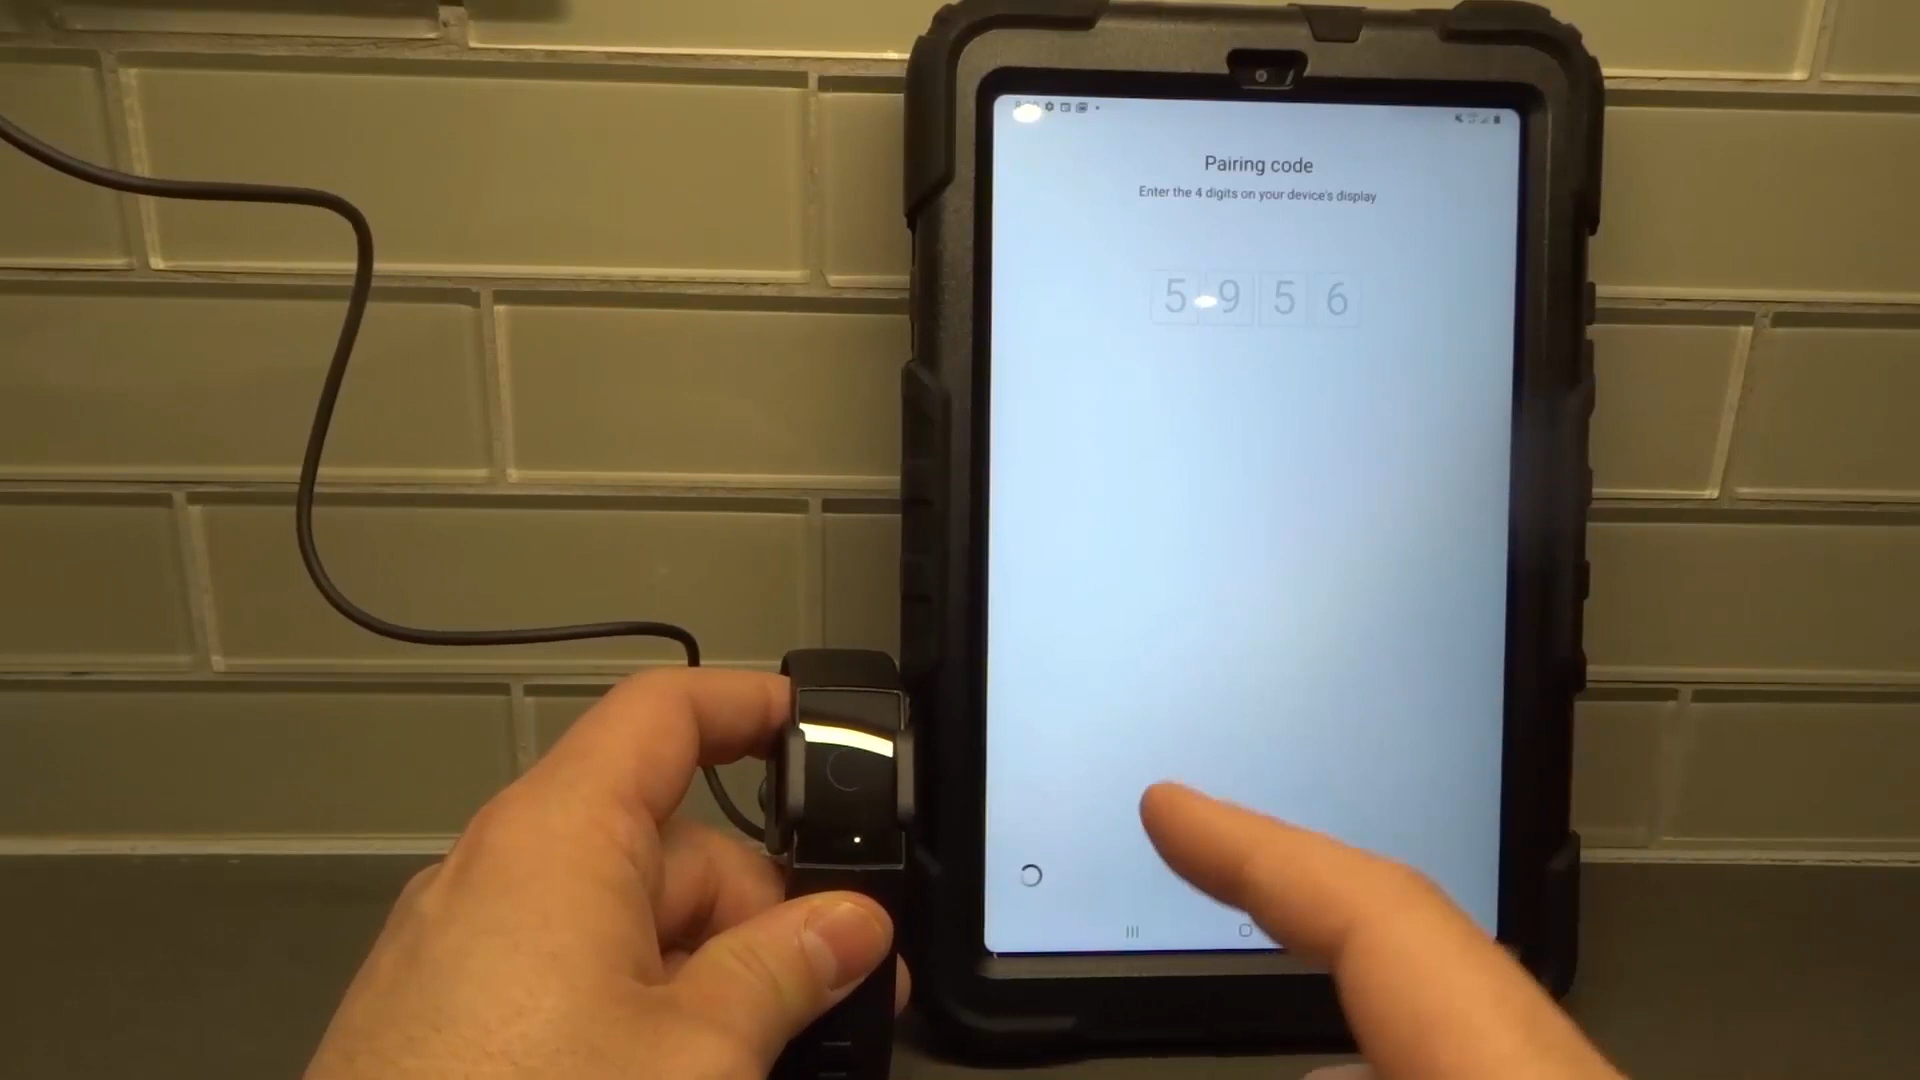 Pairing code
Enter the 4 digits on your device's display
5 9 5 6